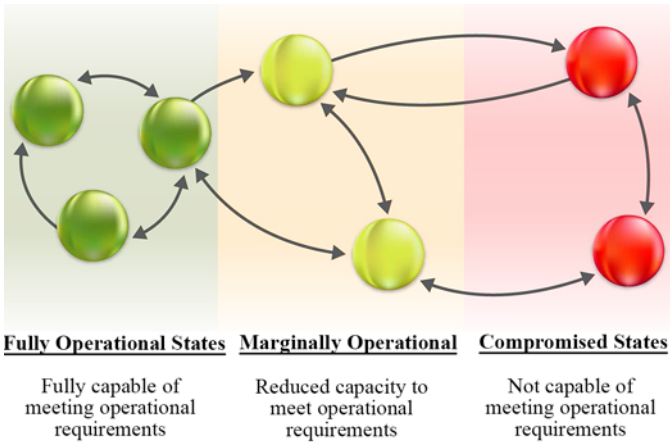 Fully Operational States
Marginally Operational
Compromised States
Fully capable of
meeting operational
requirements
Reduced capacity to
meet operational
requirements
Not capable of
meeting operational
requirements